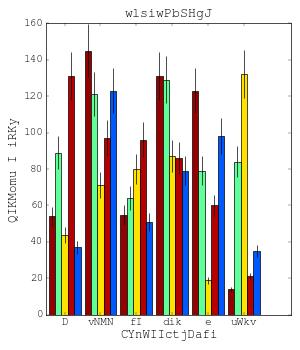 wlsiwPbSHgJ
160
140
120
100
80
60
40
20
0
QIKMomu I iRKy
D vNMN fI dik e uWkv
CYnWIIctjDafi